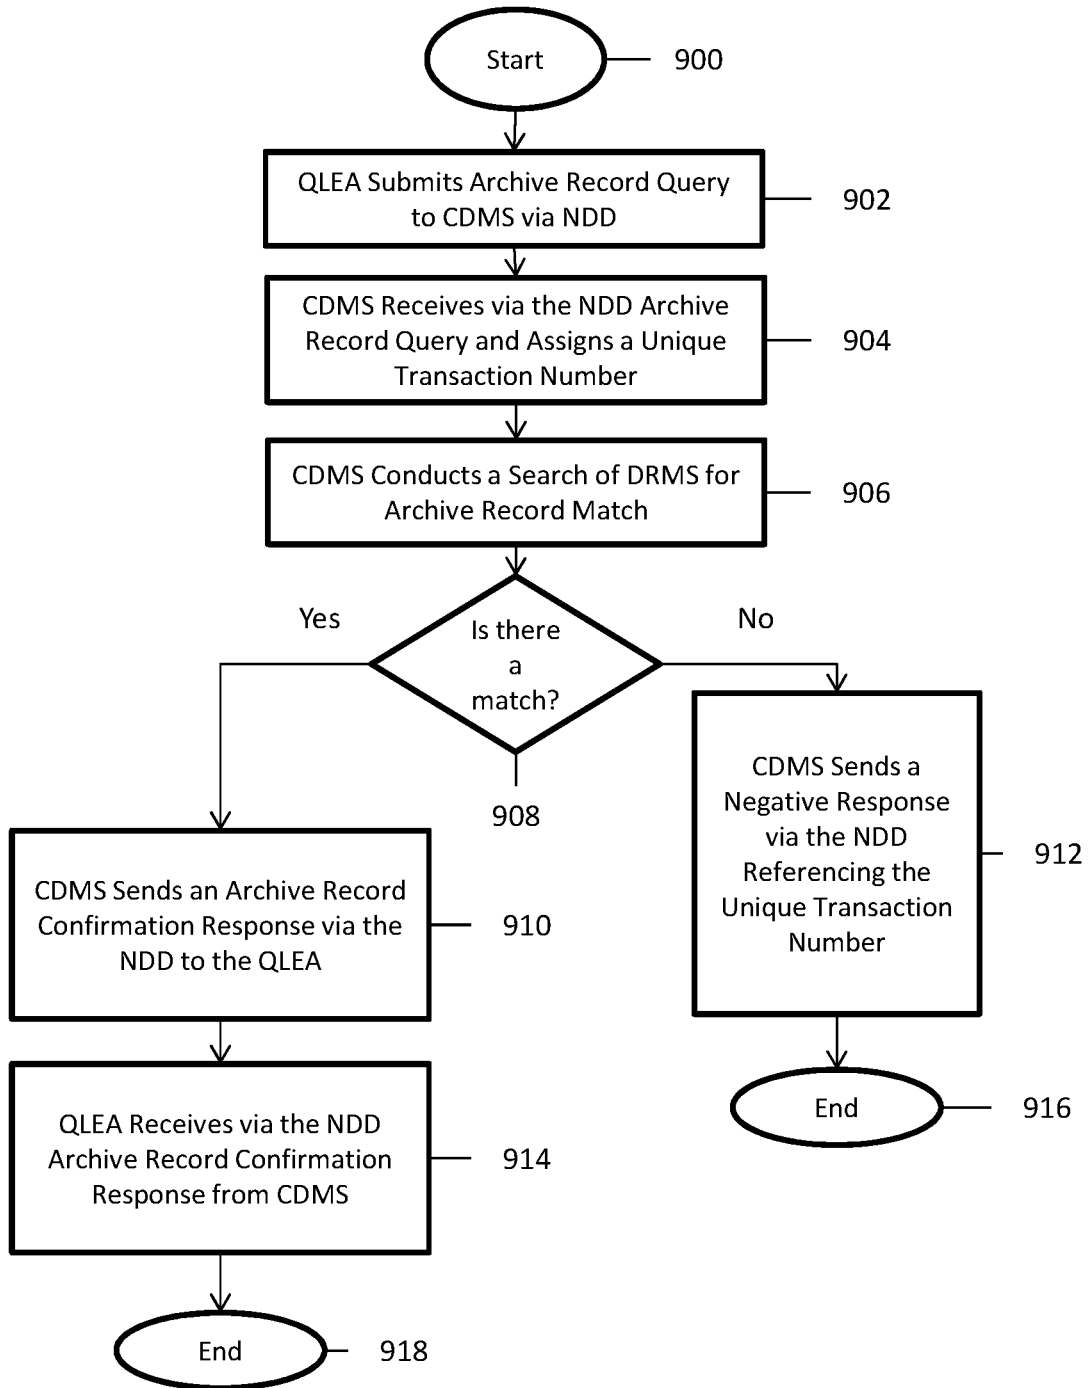 Start
900
QLEA Submits Archive Record Query
to CDMS via NDD
902
CDMS Receives via the NDD Archive
Record Query and Assigns a Unique
Transaction Number
904
CDMS Conducts a Search of DRMS for
Archive Record Match
906
Yes
Is there
a
match?
No
908
CDMS Sends an Archive Record
Confirmation Response via the
NDD to the QLEA
910
CDMS Sends a
Negative Response
via the NDD
Referencing the
Unique Transaction
Number
912
QLEA Receives via the NDD
Archive Record Confirmation
Response from CDMS
914
End
916
End
918